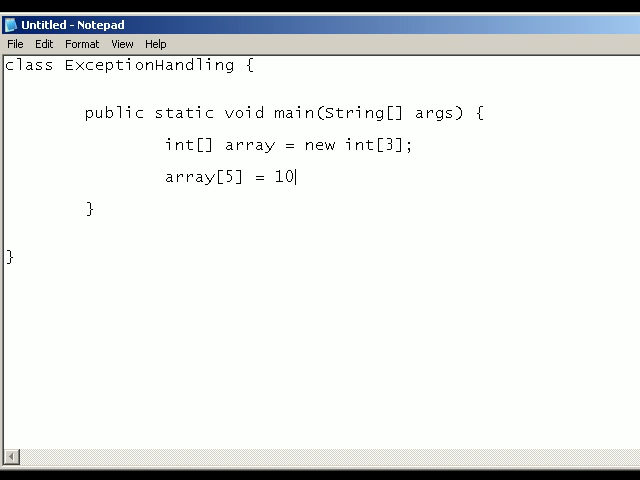 Untitled - Notepad
File Edit Format View Help
class ExceptionHandling {
public static void main(String[] args) {
int[] array = new int[3];
array[5] = 10
}
}